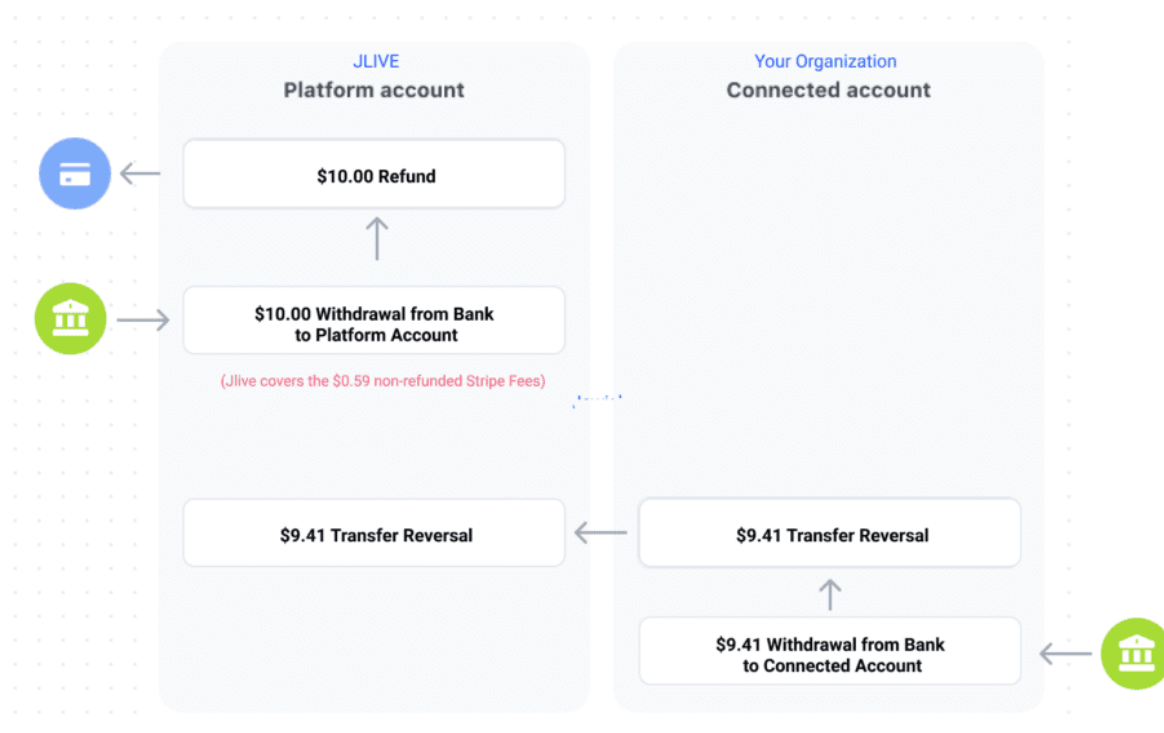 JLIVE
Platform account
$10.00 Refund
$10.00 Withdrawal from Bank
to Platform Account
(Jlive covers the $0.59 non-refunded Stripe Fees)
$9.41 Transfer Reversal
Your Organization
Connected account
$9.41 Transfer Reversal
$9.41 Withdrawal from Bank
to Connected Account